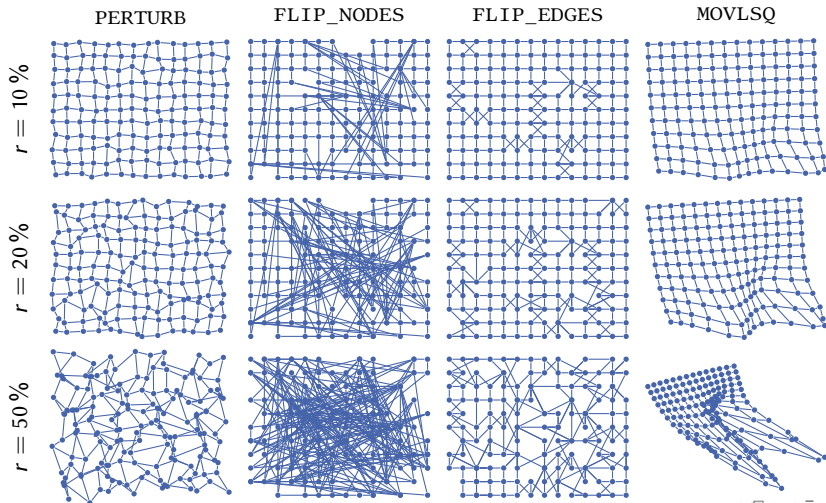 PERTURB FLIP_NODES FLIP_EDGES MOVLSQ
r = 10 %
r = 20 %
r = 50 %